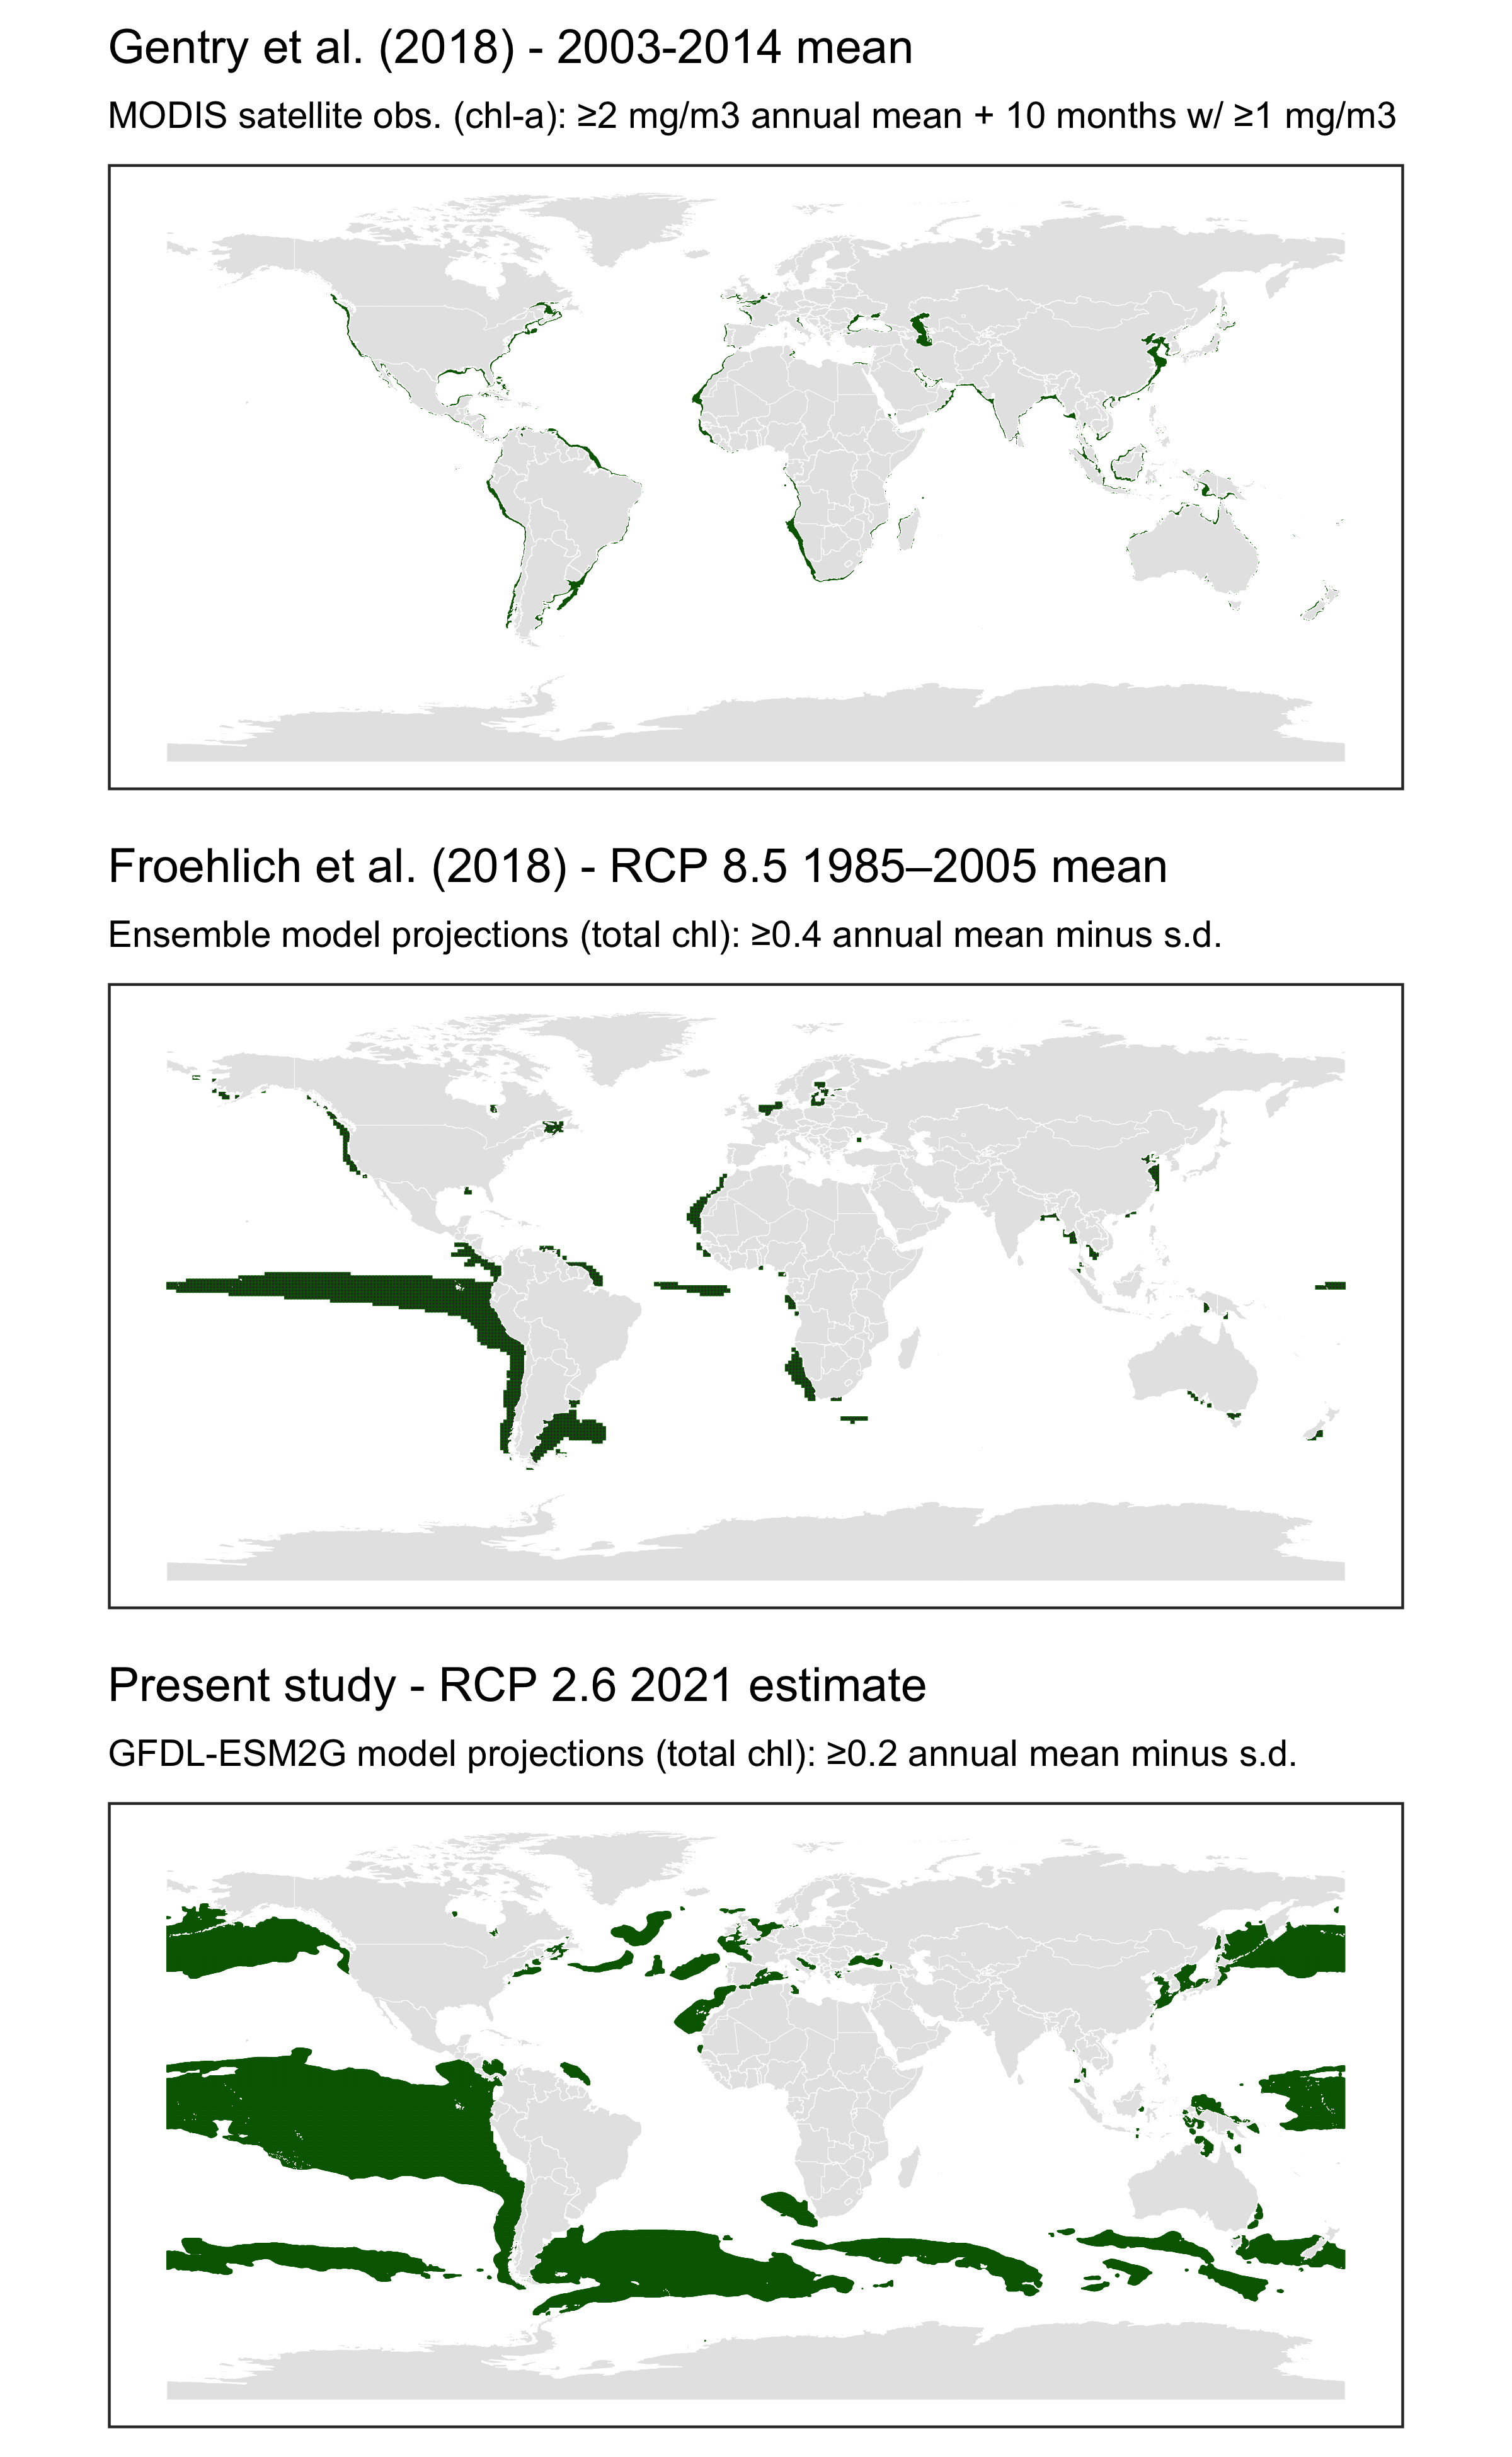 Gentry et al. (2018) - 2003-2014 mean
MODIS satellite obs. (chl-a): ≥2 mg/m3 annual mean + 10 months w/ ≥1 mg/m3
Froehlich et al. (2018) - RCP 8.5 1985–2005 mean
Ensemble model projections (total chl): ≥0.4 annual mean minus s.d.
Present study - RCP 2.6 2021 estimate
GFDL-ESM2G model projections (total chl): ≥0.2 annual mean minus s.d.